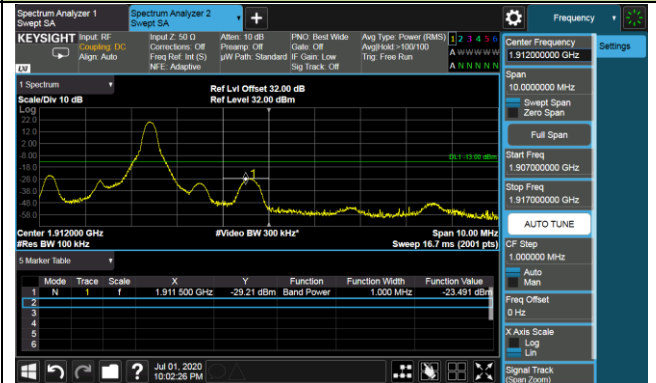 Spectrum Analyzer 1
Swept SA
Spectrum Analyzer 2
Swept SA
+
Frequency
KEYSIGHT
Input: RF
Coupling: DC
Align: Auto
Input Z: 50 Ω
Corrections: Off
Freq Ref: Int (S)
NFE: Adaptive
Atten: 10 dB
Preamp: Off
µW Path: Standard
PNO: Best Wide
Gate: Off
IF Gain: Low
Sig Track: Off
Avg Type: Power (RMS)
Avg|Hold:>100/100
Trig: Free Run
1 2 3 4 5 6
A W W W W W
A N N N N N
LXI
1 Spectrum
Scale/Div 10 dB
Log
Ref Lvl Offset 32.00 dB
Ref Level 32.00 dBm
22.0
12.0
2.00
-8.00
-18.0
-28.0
-38.0
-48.0
-58.0
DL1 -13.00 dBm
1
Center 1.912000 GHz
#Res BW 100 kHz
#Video BW 300 kHz*
Span 10.00 MHz
Sweep 16.7 ms (2001 pts)
5 Marker Table
Mode Trace Scale X Y Function Function Width Function Value
1 N 1 f 1.911 500 GHz -29.21 dBm Band Power 1.000 MHz -23.491 dBm
2
3
4
5
6
Jul 01, 2020
10:02:26 PM
Center Frequency
1.912000000 GHz
Settings
Span
10.0000000 MHz
Swept Span
Zero Span
Full Span
Start Freq
1.907000000 GHz
Stop Freq
1.917000000 GHz
AUTO TUNE
CF Step
1.000000 MHz
Auto
Man
Freq Offset
0 Hz
X Axis Scale
Log
Lin
Signal Track
(Span Zoom)